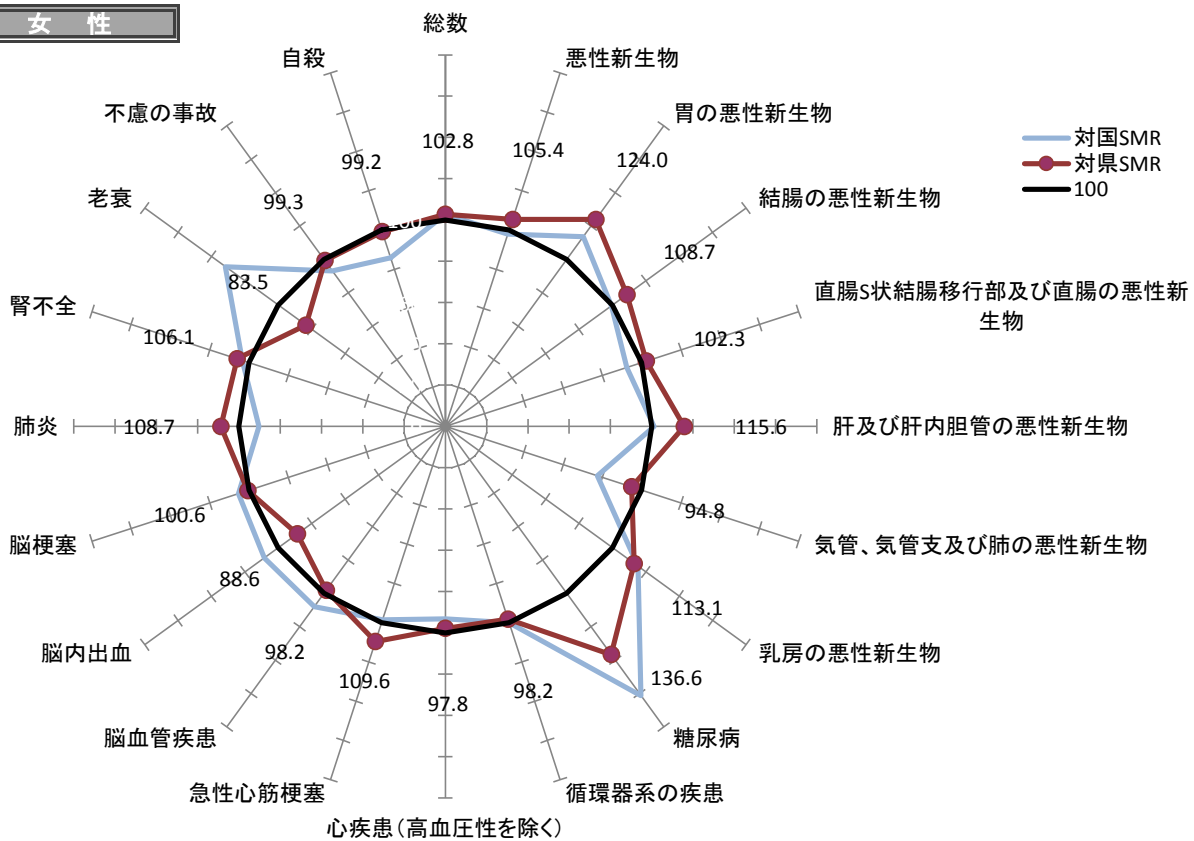 女 性
総数
悪性新生物
胃の悪性新生物
結腸の悪性新生物
直腸S状結腸移行部及び直腸の悪性新
生物
肝及び肝内胆管の悪性新生物
気管、気管支及び肺の悪性新生物
乳房の悪性新生物
糖尿病
循環器系の疾患
心疾患(高血圧性を除く)
急性心筋梗塞
脳血管疾患
脳内出血
脳梗塞
肺炎
腎不全
老衰
不慮の事故
自殺
102.8
105.4
124.0
108.7
102.3
115.6
94.8
113.1
136.6
98.2
97.8
109.6
98.2
88.6
100.6
108.7
106.1
83.5
99.3
99.2
100
対国SMR
対県SMR
100